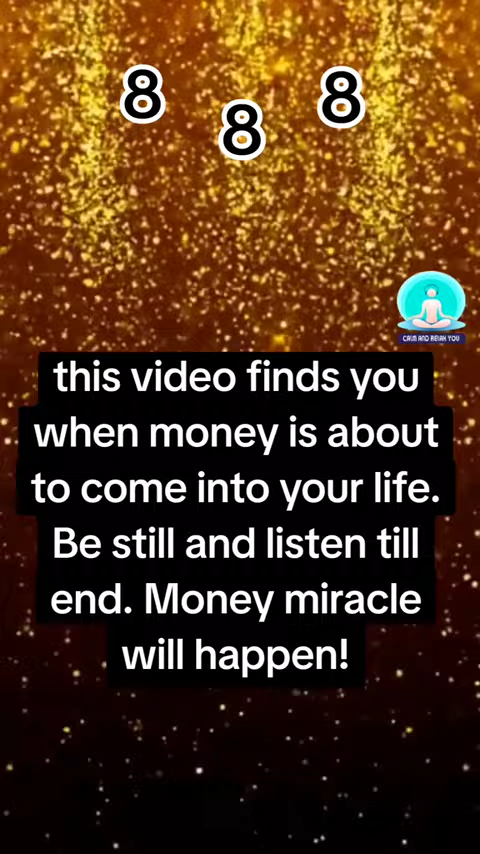 8 8 8
CALM AND RELAX YOU
this video finds you
when money is about
to come into your life.
Be still and listen till
end. Money miracle
will happen!